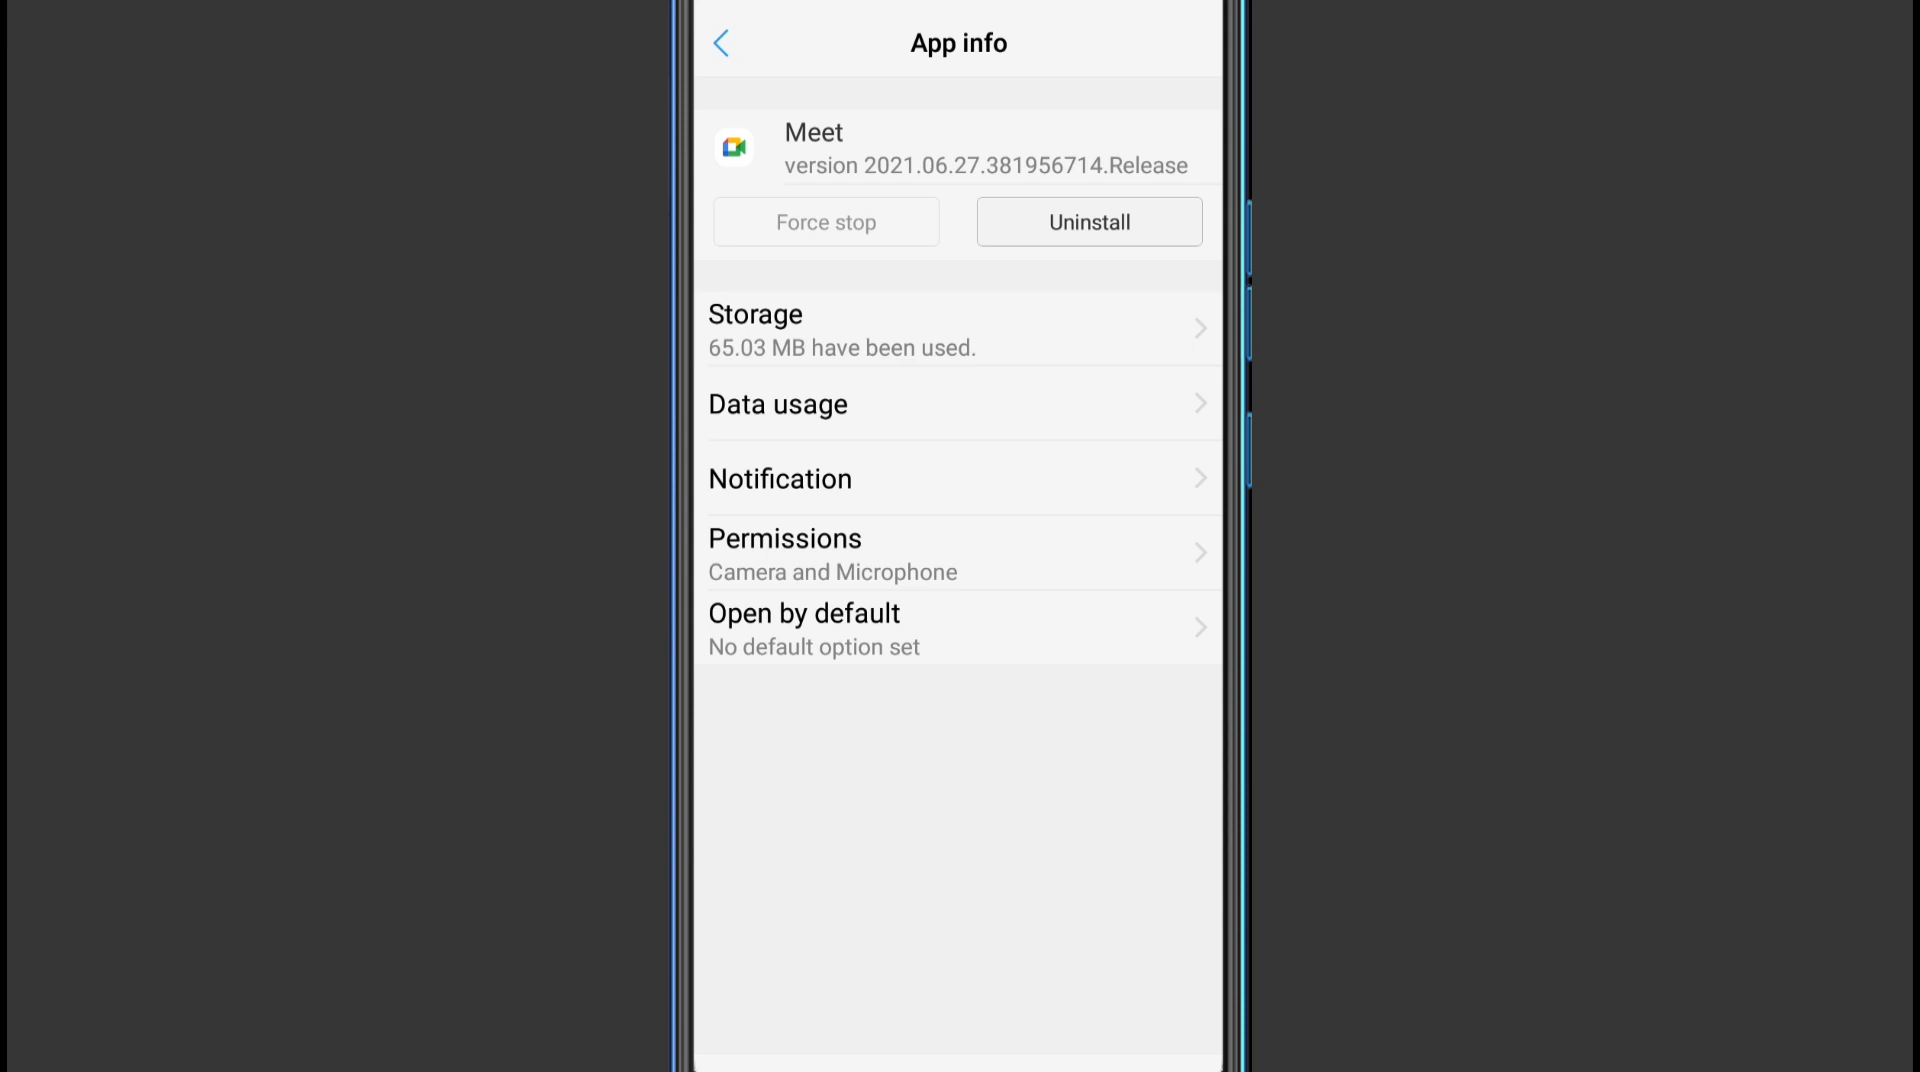 App info
Meet
version 2021.06.27.381956714.Release
Force stop
Uninstall
Storage
65.03 MB have been used.
Data usage
Notification
Permissions
Camera and Microphone
Open by default
No default option set